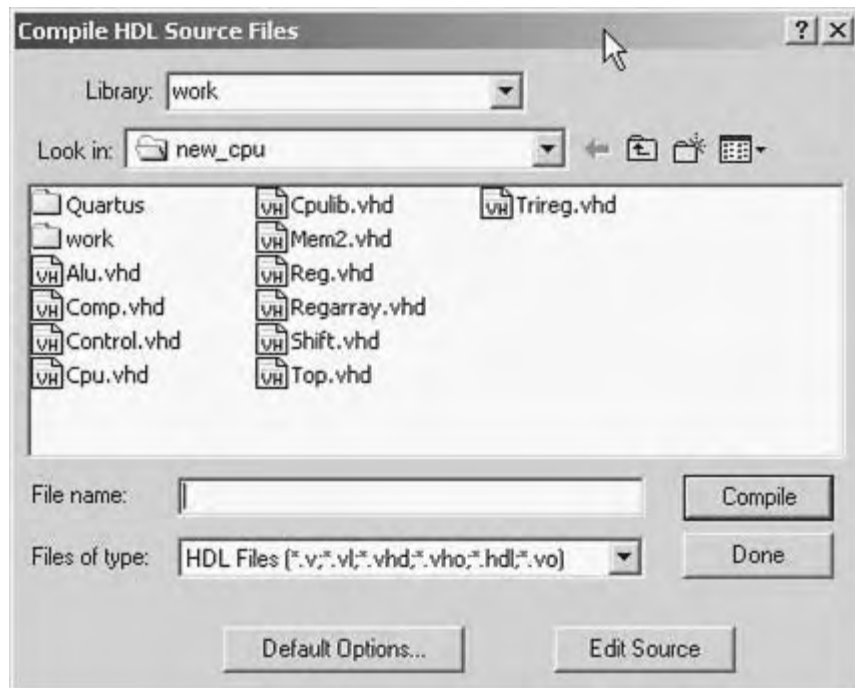 Compile HDL Source Files
Library: work
Look in: new_cpu
Quartus Cpulib.vhd Trireg.vhd
work Mem2.vhd
Alu.vhd Reg.vhd
Comp.vhd Regarray.vhd
Control.vhd Shift.vhd
Cpu.vhd Top.vhd
File name: Compile
Files of type: HDL Files (*.v;*.vl;*.vhd;*.vho;*.hdl;*.vo) Done
Default Options... Edit Source